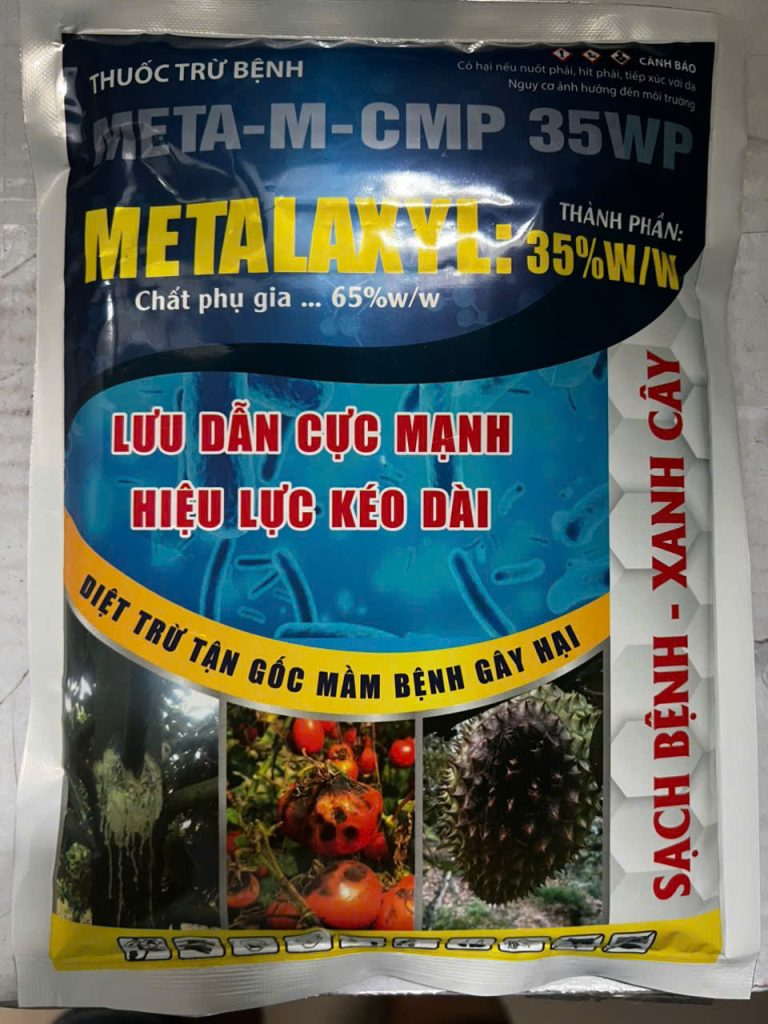 THUỐC TRỪ BỆNH
CẢNH BÁO
Có hại nếu nuốt phải, hít phải, tiếp xúc với da
Nguy cơ ảnh hưởng đến môi trường
META-M-CMP 35WP
THÀNH PHẦN:
METALAXYL: 35%W/W
Chất phụ gia ... 65%w/w
LƯU DẪN CỰC MẠNH
HIỆU LỰC KÉO DÀI
DIỆT TRỪ TẬN GỐC MẦM BỆNH GÂY HẠI
SẠCH BỆNH - XANH CÂY